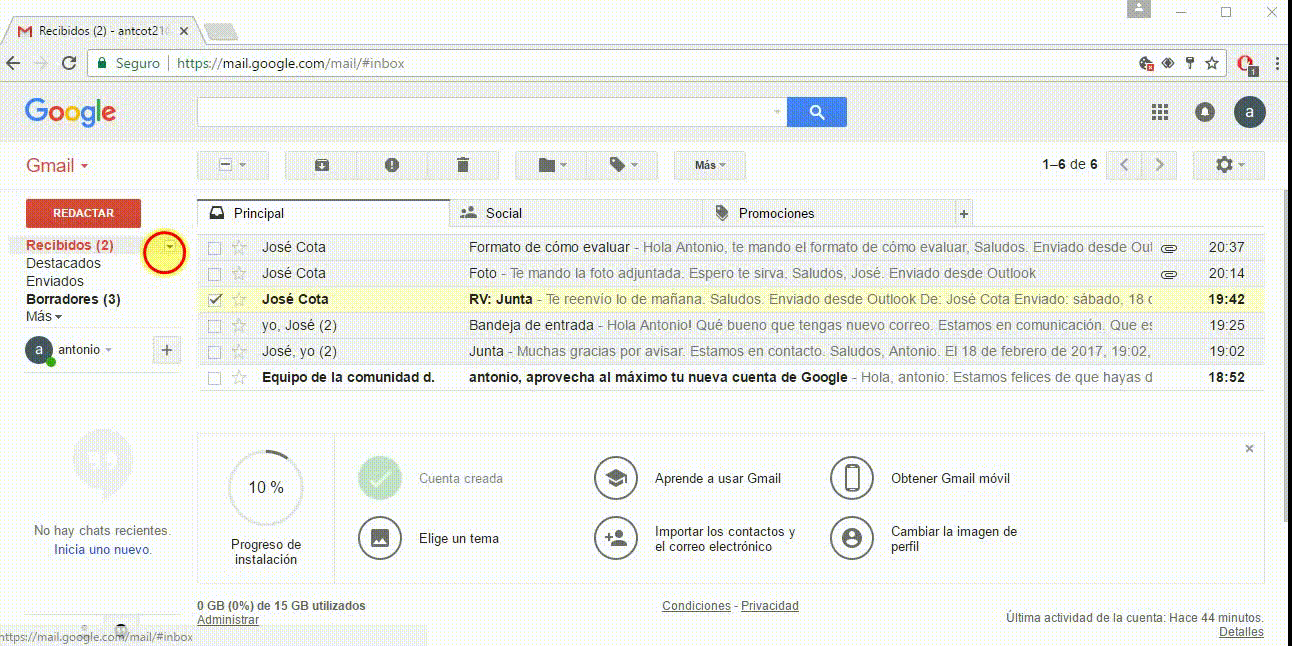 Recibidos (2) - antcot210
Seguro https://mail.google.com/mail/#inbox
1
Google
a
Gmail
Más
1–6 de 6
REDACTAR
Principal
Social
Promociones
+
Recibidos (2)
Destacados
Enviados
Borradores (3)
Más
a antonio +
José Cota Formato de cómo evaluar - Hola Antonio, te mando el formato de cómo evaluar, Saludos. Enviado desde Outl 20:37
José Cota Foto - Te mando la foto adjuntada. Espero te sirva. Saludos, José. Enviado desde Outlook 20:14
José Cota RV: Junta - Te reenvío lo de mañana. Saludos. Enviado desde Outlook De: José Cota Enviado: sábado, 18 d 19:42
yo, José (2) Bandeja de entrada - Hola Antonio! Qué bueno que tengas nuevo correo. Estamos en comunicación. Que es 19:25
José, yo (2) Junta - Muchas gracias por avisar. Estamos en contacto. Saludos, Antonio. El 18 de febrero de 2017, 19:02, 19:02
Equipo de la comunidad d. antonio, aprovecha al máximo tu nueva cuenta de Google - Hola, antonio: Estamos felices de que hayas d 18:52
10 %
Progreso de
instalación
Cuenta creada
Aprende a usar Gmail
Obtener Gmail móvil
Elige un tema
Importar los contactos y
el correo electrónico
Cambiar la imagen de
perfil
No hay chats recientes.
Inicia uno nuevo.
0 GB (0%) de 15 GB utilizados
Administrar
Condiciones - Privacidad
Última actividad de la cuenta: Hace 44 minutos.
Detalles
https://mail.google.com/mail/#inbox